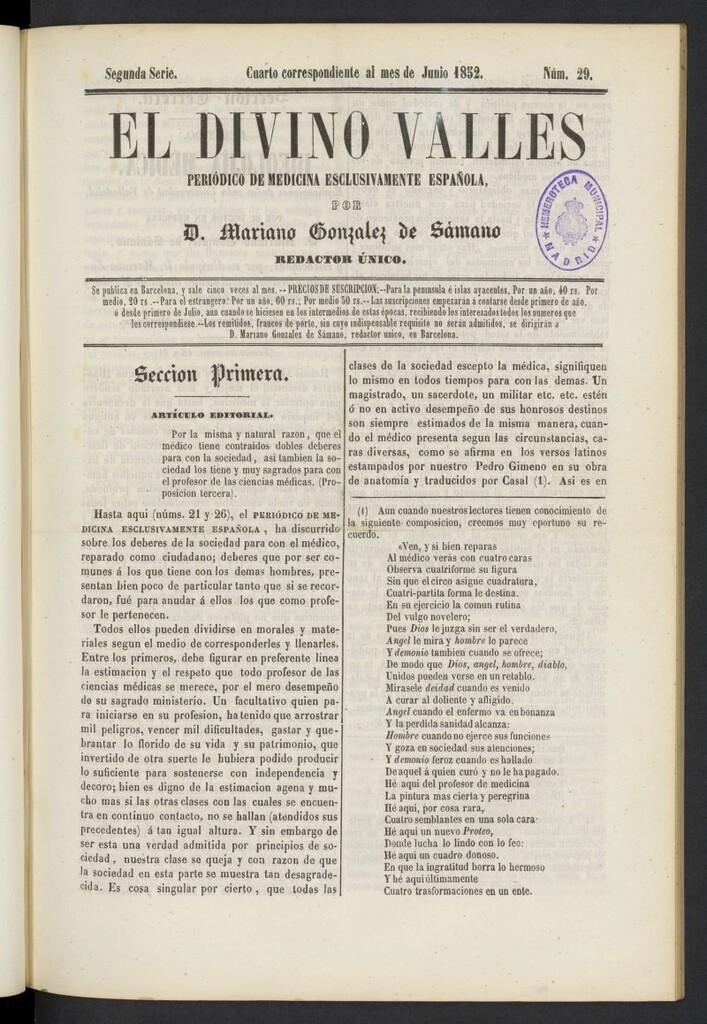 Segunda Serie. Cuarto correspondiente al mes de Junio 1852. Núm. 29.
EL DIVINO VALLES
PERIÓDICO DE MEDICINA ESCLUSIVAMENTE ESPAÑOLA,
POR
D. Mariano Gonzalez de Sámano
REDACTOR ÚNICO.
HEMEROTECA MUNICIPAL
MADRID
Se publica en Barcelona, y sale cinco veces al mes.--PRECIOS DE SUSCRIPCION:--Para la peninsula é islas ayacentes, Por un año, 40 rs. Por
medio, 20 rs.--Para el estrangero: Por un año, 60 rs.; Por medio 50 rs.--Las suscripciones empezarán á contarse desde primero de año,
ó desde primero de Julio, aun cuando se hiciesen en los intermedios de estas épocas, recibiendo los interesados todos los numeros que
les correspondiese.--Los remitidos, francos de porte, sin cuyo indispensable requisito no serán admitidos, se dirigirán a
D. Mariano Gonzalez de Sámano, redactor unico, en Barcelona.
Seccion Primera.
ARTÍCULO EDITORIAL.
Por la misma y natural razon, que el
médico tiene contraidos dobles deberes
para con la sociedad, asi tambien la so-
ciedad los tiene y muy sagrados para con
el profesor de las ciencias médicas. (Pro-
posicion tercera).
Hasta aqui (núms. 21 y 26), el PERIÓDICO DE ME-
DICINA ESCLUSIVAMENTE ESPAÑOLA, ha discurrido
sobre los deberes de la sociedad para con el médico,
reparado como ciudadano; deberes que por ser co-
munes á los que tiene con los demas hombres, pre-
sentan bien poco de particular tanto que si se recor-
daron, fué para anudar á ellos los que como profe-
sor le pertenecen.
Todos ellos pueden dividirse en morales y mate-
riales segun el medio de corresponderles y llenarles.
Entre los primeros, debe figurar en preferente linea
la estimacion y el respeto que todo profesor de las
ciencias médicas se merece, por el mero desempeño
de su sagrado ministerio. Un facultativo quien pa-
ra iniciarse en su profesion, ha tenido que arrostrar
mil peligros, vencer mil dificultades, gastar y que-
brantar lo florido de su vida y su patrimonio, que
invertido de otra suerte le hubiera podido producir
lo suficiente para sostenerse con independencia y
decoro; bien es digno de la estimacion agena y mu-
cho mas si las otras clases con las cuales se encuen-
tra en continuo contacto, no se hallan (atendidos sus
precedentes) á tan igual altura. Y sin embargo de
ser esta una verdad admitida por principios de so-
ciedad, nuestra clase se queja y con razon de que
la sociedad en esta parte se muestra tan desagrade-
cida. Es cosa singular por cierto, que todas las
clases de la sociedad escepto la médica, signifiquen
lo mismo en todos tiempos para con las demas. Un
magistrado, un sacerdote, un militar etc. etc. estén
ó no en activo desempeño de sus honrosos destinos
son siempre estimados de la misma manera, cuan-
do el médico presenta segun las circunstancias, ca-
ras diversas, como se afirma en los versos latinos
estampados por nuestro Pedro Gimeno en su obra
de anatomía y traducidos por Casal (1). Asi es en
(1) Aun cuando nuestros lectores tienen conocimiento de
la siguiente composicion, creemos muy oportuno su re-
cuerdo.
«Ven, y si bien reparas
Al médico verás con cuatro caras
Observa cuatriforme su figura
Sin que el circo asigne cuadratura,
Cuatri-partita forma le destina.
En su ejercicio la comun rutina
Del vulgo novelero;
Pues Dios le juzga sin ser el verdadero,
Angel le mira y hombre le parece
Y demonio tambien cuando se ofrece;
De modo que Dios, angel, hombre, diablo,
Unidos pueden verse en un retablo.
Mirasele deidad cuando es venido
A curar al doliente y afligido.
Angel cuando el enfermo va en bonanza
Y la perdida sanidad alcanza:
Hombre cuando no ejerce sus funciones
Y goza en sociedad sus atenciones;
Y demonio feroz cuando es hallado
De aquel á quien curó y no le ha pagado.
Hé aqui del profesor de medicina
La pintura mas cierta y peregrina
Hé aqui, por cosa rara,
Cuatro semblantes en una sola cara:
Hé aqui un nuevo Proteo,
Donde lucha lo lindo con lo feo:
Hé aqui un cuadro donoso.
En que la ingratitud borra lo hermoso
Y hé aqui últimamente
Cuatro trasformaciones en un ente.